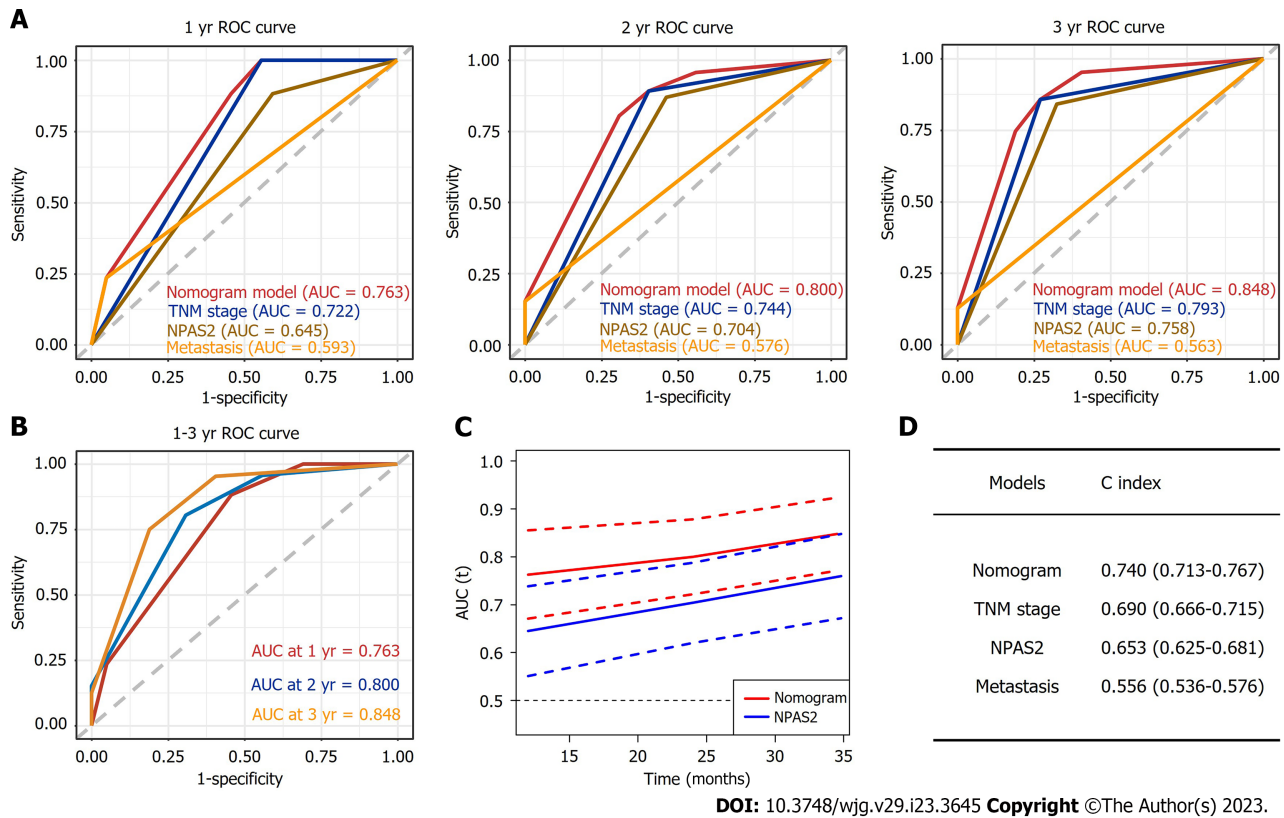 A
1 yr ROC curve
Sensitivity
1.00
0.75
0.50
0.25
0.00
Nomogram model (AUC = 0.763)
TNM stage (AUC = 0.722)
NPAS2 (AUC = 0.645)
Metastasis (AUC = 0.593)
0.00 0.25 0.50 0.75 1.00
1-specificity
2 yr ROC curve
Sensitivity
1.00
0.75
0.50
0.25
0.00
Nomogram model (AUC = 0.800)
TNM stage (AUC = 0.744)
NPAS2 (AUC = 0.704)
Metastasis (AUC = 0.576)
0.00 0.25 0.50 0.75 1.00
1-specificity
3 yr ROC curve
Sensitivity
1.00
0.75
0.50
0.25
0.00
Nomogram model (AUC = 0.848)
TNM stage (AUC = 0.793)
NPAS2 (AUC = 0.758)
Metastasis (AUC = 0.563)
0.00 0.25 0.50 0.75 1.00
1-specificity
B
1-3 yr ROC curve
Sensitivity
1.00
0.75
0.50
0.25
0.00
AUC at 1 yr = 0.763
AUC at 2 yr = 0.800
AUC at 3 yr = 0.848
0.00 0.25 0.50 0.75 1.00
1-specificity
C
AUC (t)
1.0
0.9
0.8
0.7
0.6
0.5
Nomogram
NPAS2
15 20 25 30 35
Time (months)
D
Models C index
Nomogram 0.740 (0.713-0.767)
TNM stage 0.690 (0.666-0.715)
NPAS2 0.653 (0.625-0.681)
Metastasis 0.556 (0.536-0.576)
DOI: 10.3748/wjg.v29.i23.3645 Copyright ©The Author(s) 2023.